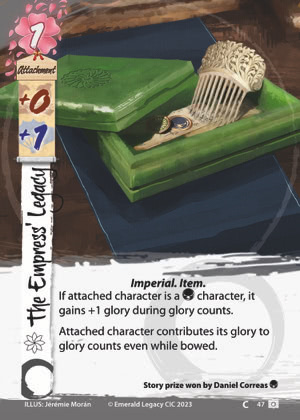 1
Attachment
+0
+1
The Empress' Legacy
Imperial. Item.
If attached character is a character, it
gains +1 glory during glory counts.
Attached character contributes its glory to
glory counts even while bowed.
Story prize won by Daniel Correas
ILLUS: Jérémie Morán © Emerald Legacy CIC 2023 C 47